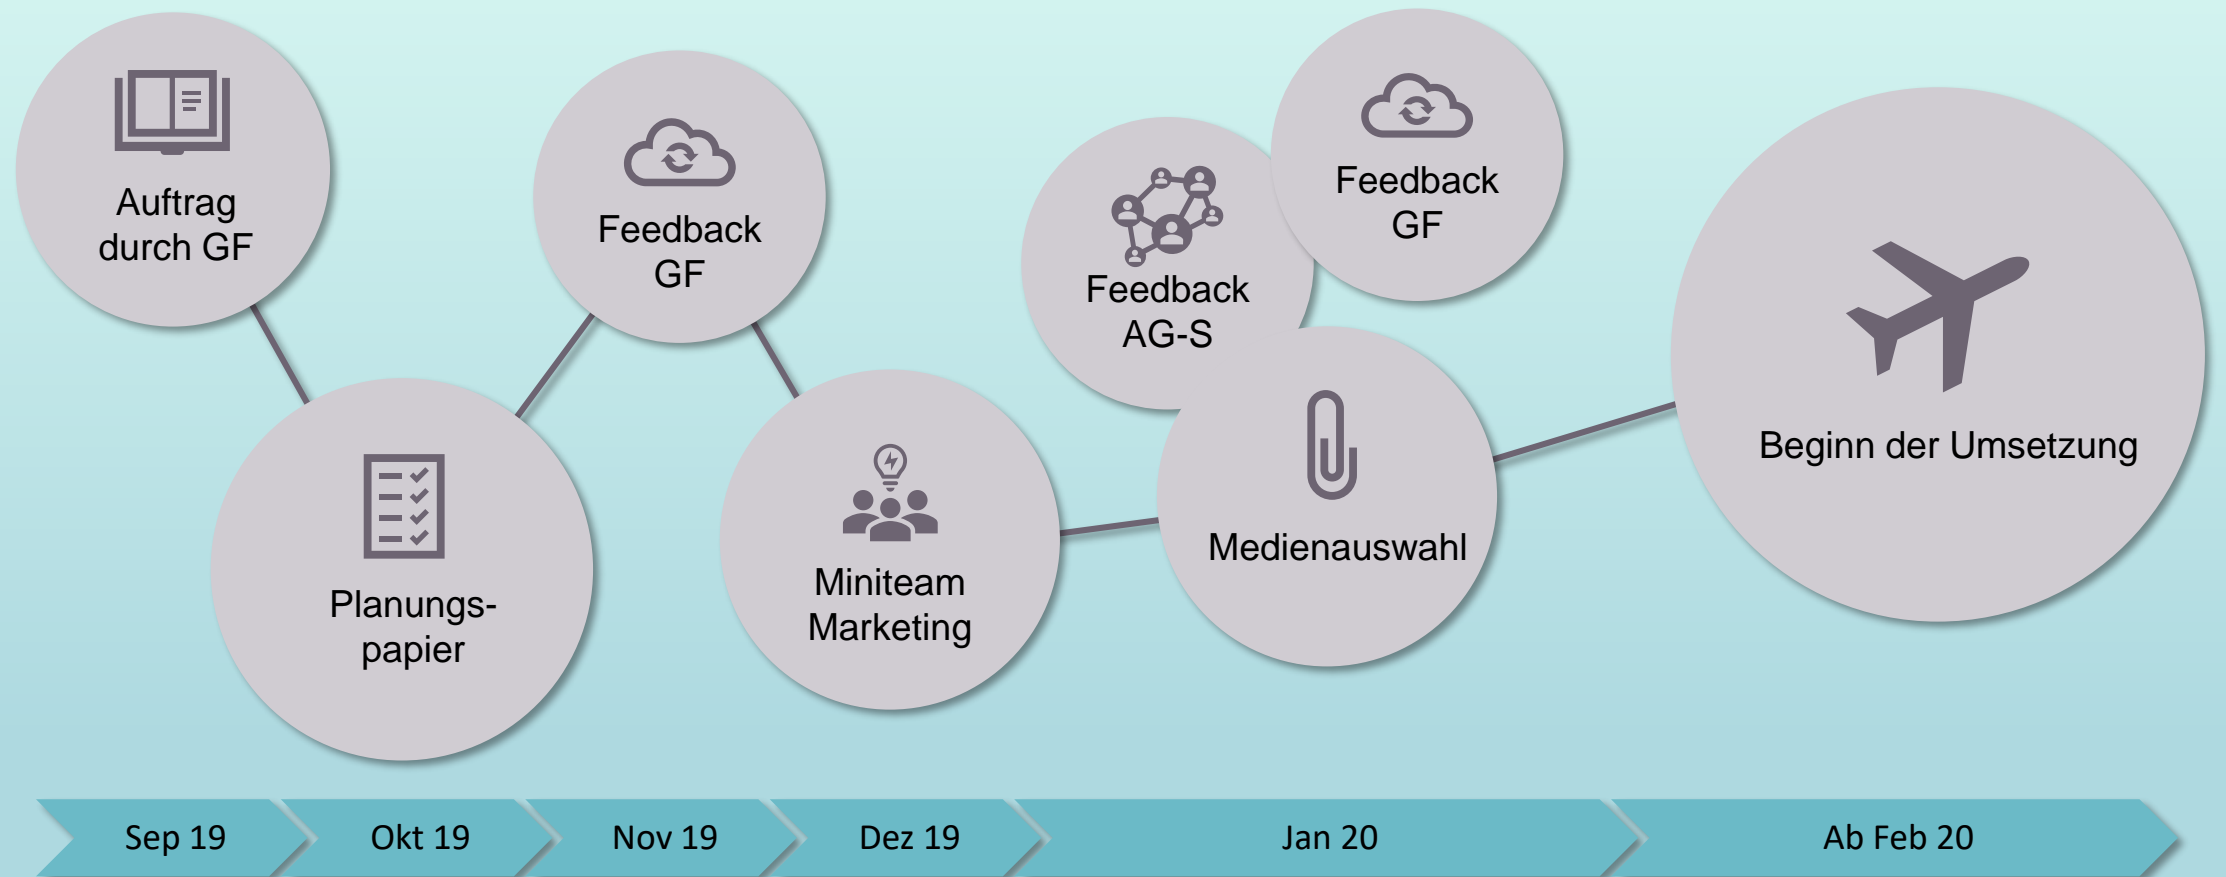 Auftrag
durch GF
Planungs-
papier
Feedback
GF
Miniteam
Marketing
Feedback
AG-S
Feedback
GF
Medienauswahl
Beginn der Umsetzung
Sep 19
Okt 19
Nov 19
Dez 19
Jan 20
Ab Feb 20